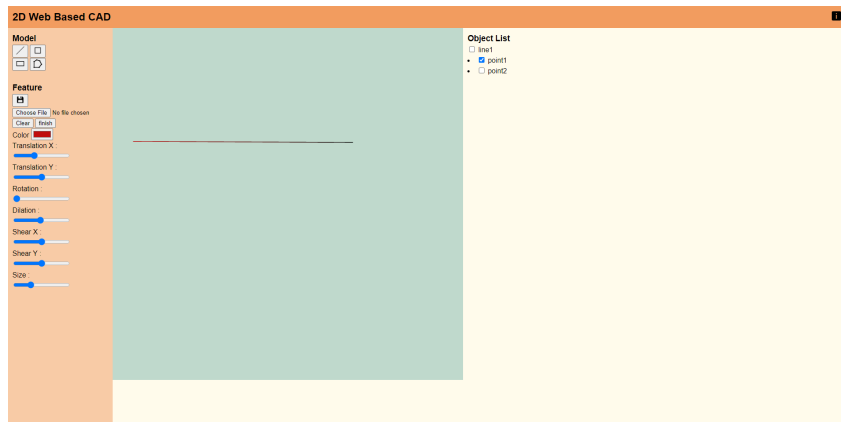 2D Web Based CAD
i
Model
Feature
Choose File No file chosen
Clear finish
Color
Translation X :
Translation Y :
Rotation :
Dilation :
Shear X :
Shear Y :
Size :
Object List
line1
point1
point2